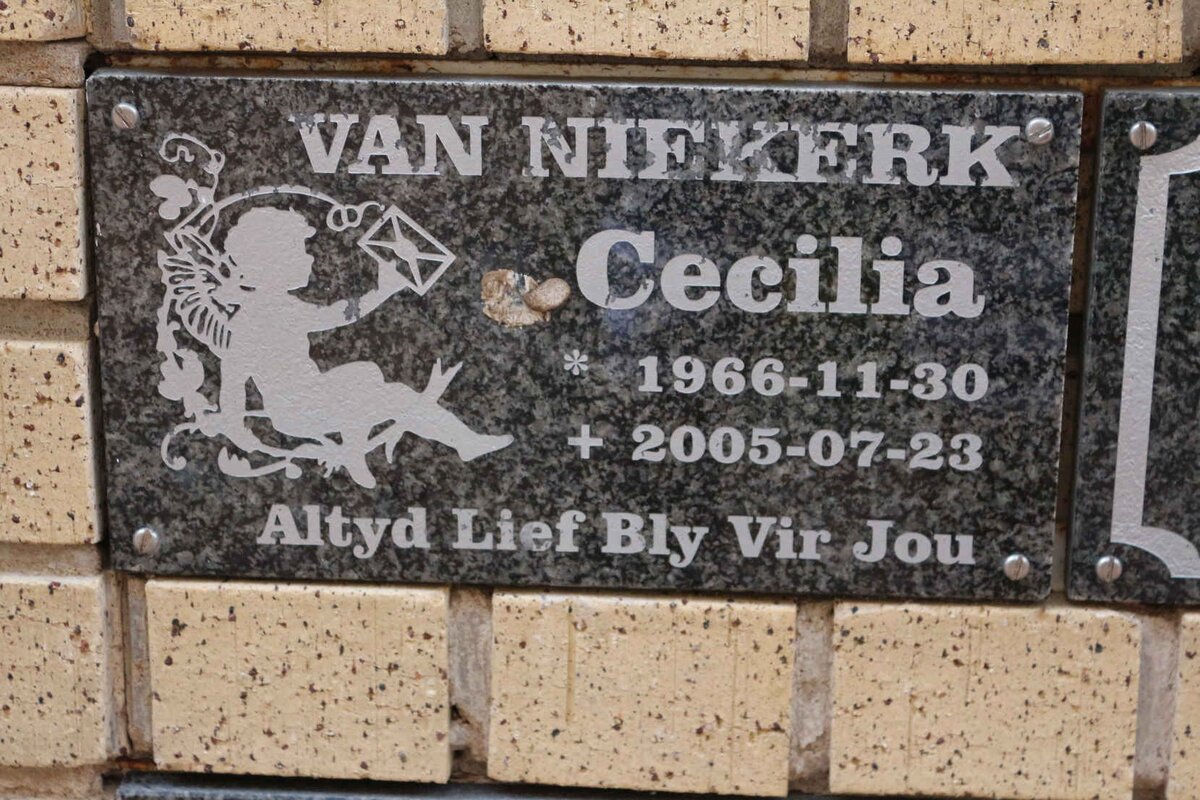 VAN NIEKERK
Cecilia
* 1966-11-30
+ 2005-07-23
Altyd Lief Bly Vir Jou